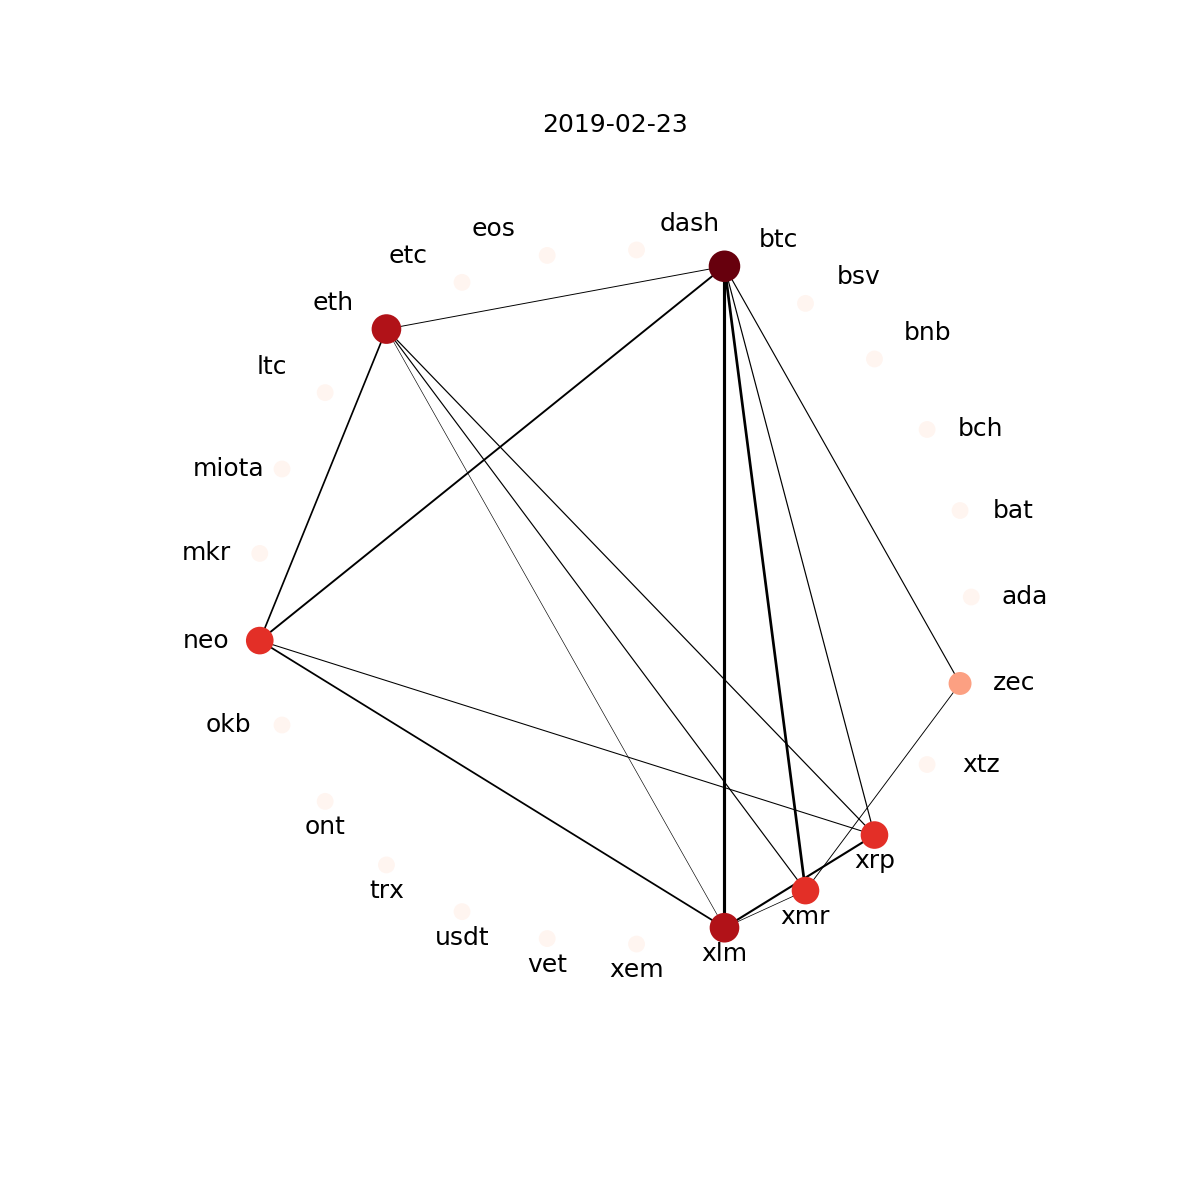 2019-02-23
dash
eos
btc
etc
bsv
eth
bnb
ltc
bch
miota
bat
mkr
ada
neo
zec
okb
xtz
ont
xrp
trx
xmr
usdt
xlm
vet
xem